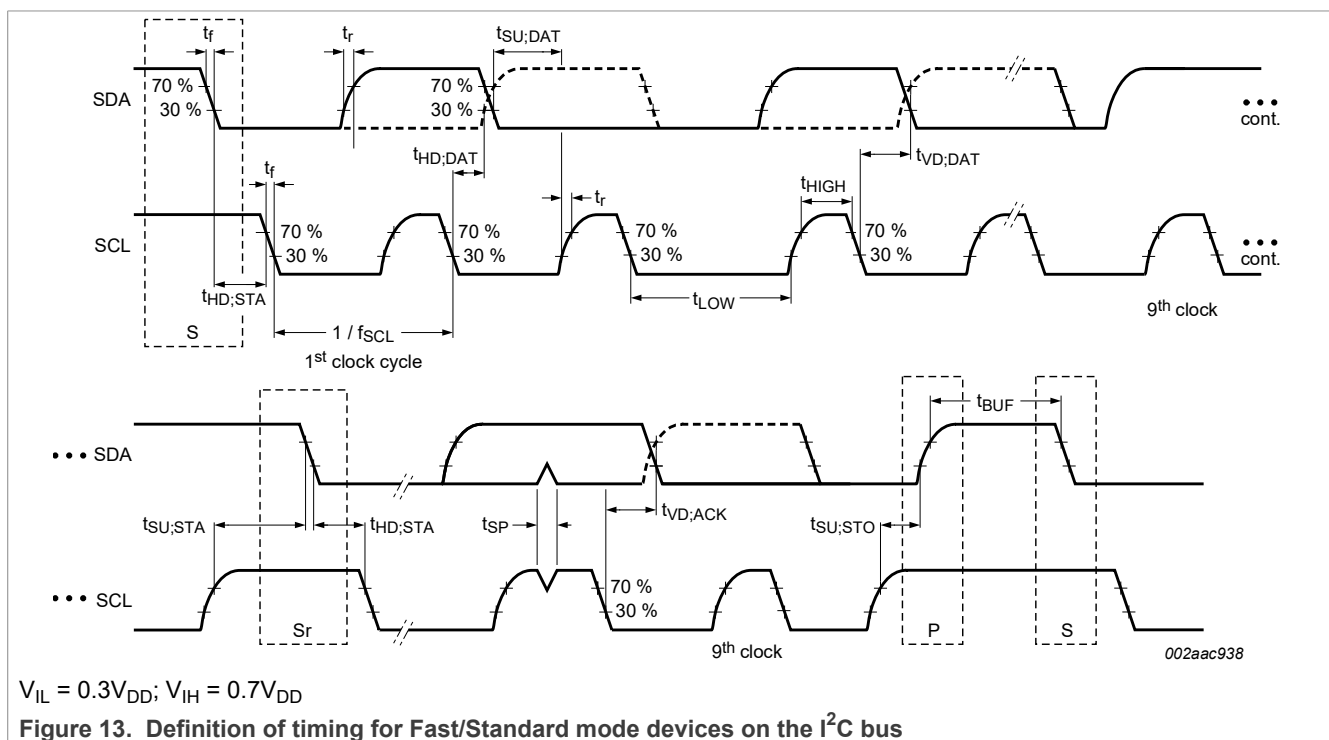 tf
tr
tSU;DAT
70 %
30 %
70 %
30 %
SDA
cont.
tHD;DAT
tVD;DAT
tf
tr
tHIGH
SCL
70 %
30 %
70 %
30 %
70 %
30 %
70 %
30 %
cont.
tHD;STA
tLOW
S
1 / fSCL
9th clock
1st clock cycle
tBUF
SDA
tSU;STA
tHD;STA
tSP
tVD;ACK
tSU;STO
70 %
30 %
SCL
Sr
9th clock
P
S
002aac938
VIL = 0.3VDD; VIH = 0.7VDD
Figure 13. Definition of timing for Fast/Standard mode devices on the I2C bus